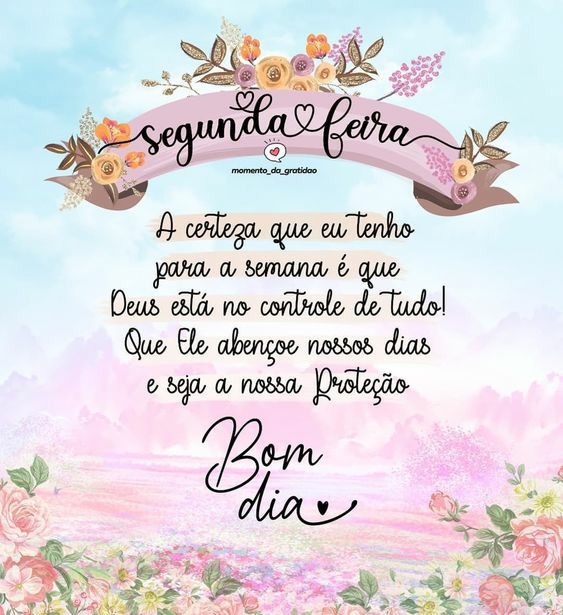 segunda feira
momento_da_gratidao
A certeza que eu tenho
para a semana é que
Deus está no controle de tudo!
Que Ele abençoe nossos dias
e seja a nossa Proteção
Bom
dia